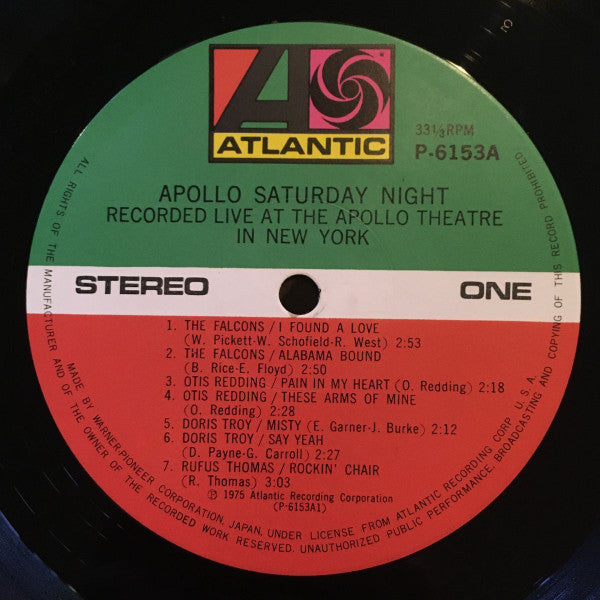 ATLANTIC
33⅓RPM
P-6153A
APOLLO SATURDAY NIGHT
RECORDED LIVE AT THE APOLLO THEATRE
IN NEW YORK
STEREO
ONE
1. THE FALCONS/I FOUND A LOVE
(W. Pickett-W. Schofield-R. West) 2:53
2. THE FALCONS/ALABAMA BOUND
(B. Rice-E. Floyd) 2:50
3. OTIS REDDING/PAIN IN MY HEART (O. Redding) 2:18
4. OTIS REDDING/THESE ARMS OF MINE
(O. Redding) 2:28
5. DORIS TROY/MISTY (E. Garner-J. Burke) 2:12
6. DORIS TROY/SAY YEAH
(D. Payne-G. Carroll) 2:27
7. RUFUS THOMAS/ROCKIN' CHAIR
(R. Thomas) 3:03
Ⓟ 1975 Atlantic Recording Corporation
(P-6153A1)
MADE BY WARNER-PIONEER CORPORATION, JAPAN, UNDER LICENSE FROM ATLANTIC RECORDING CORP. U.S.A.
ALL RIGHTS OF THE MANUFACTURER AND OF THE OWNER OF THE RECORDED WORK RESERVED. UNAUTHORIZED PUBLIC PERFORMANCE, BROADCASTING AND COPYING OF THIS RECORD PROHIBITED